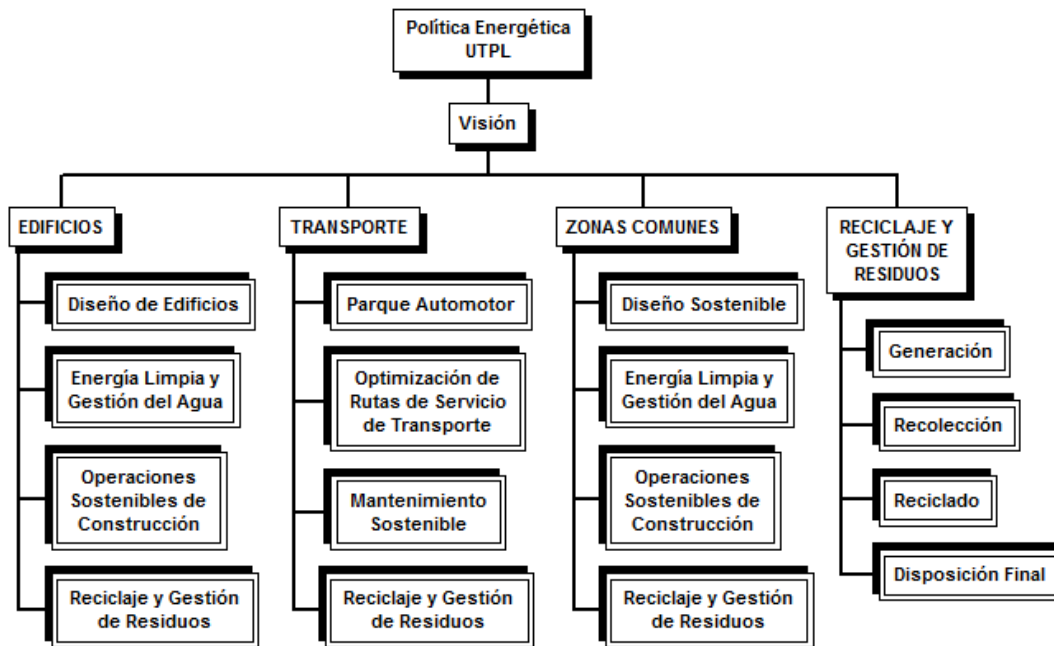 Política Energética
UTPL
Visión
EDIFICIOS
Diseño de Edificios
Energía Limpia y
Gestión del Agua
Operaciones
Sostenibles de
Construcción
Reciclaje y Gestión
de Residuos
TRANSPORTE
Parque Automotor
Optimización de
Rutas de Servicio
de Transporte
Mantenimiento
Sostenible
Reciclaje y Gestión
de Residuos
ZONAS COMUNES
Diseño Sostenible
Energía Limpia y
Gestión del Agua
Operaciones
Sostenibles de
Construcción
Reciclaje y Gestión
de Residuos
RECICLAJE Y
GESTIÓN DE
RESIDUOS
Generación
Recolección
Reciclado
Disposición Final